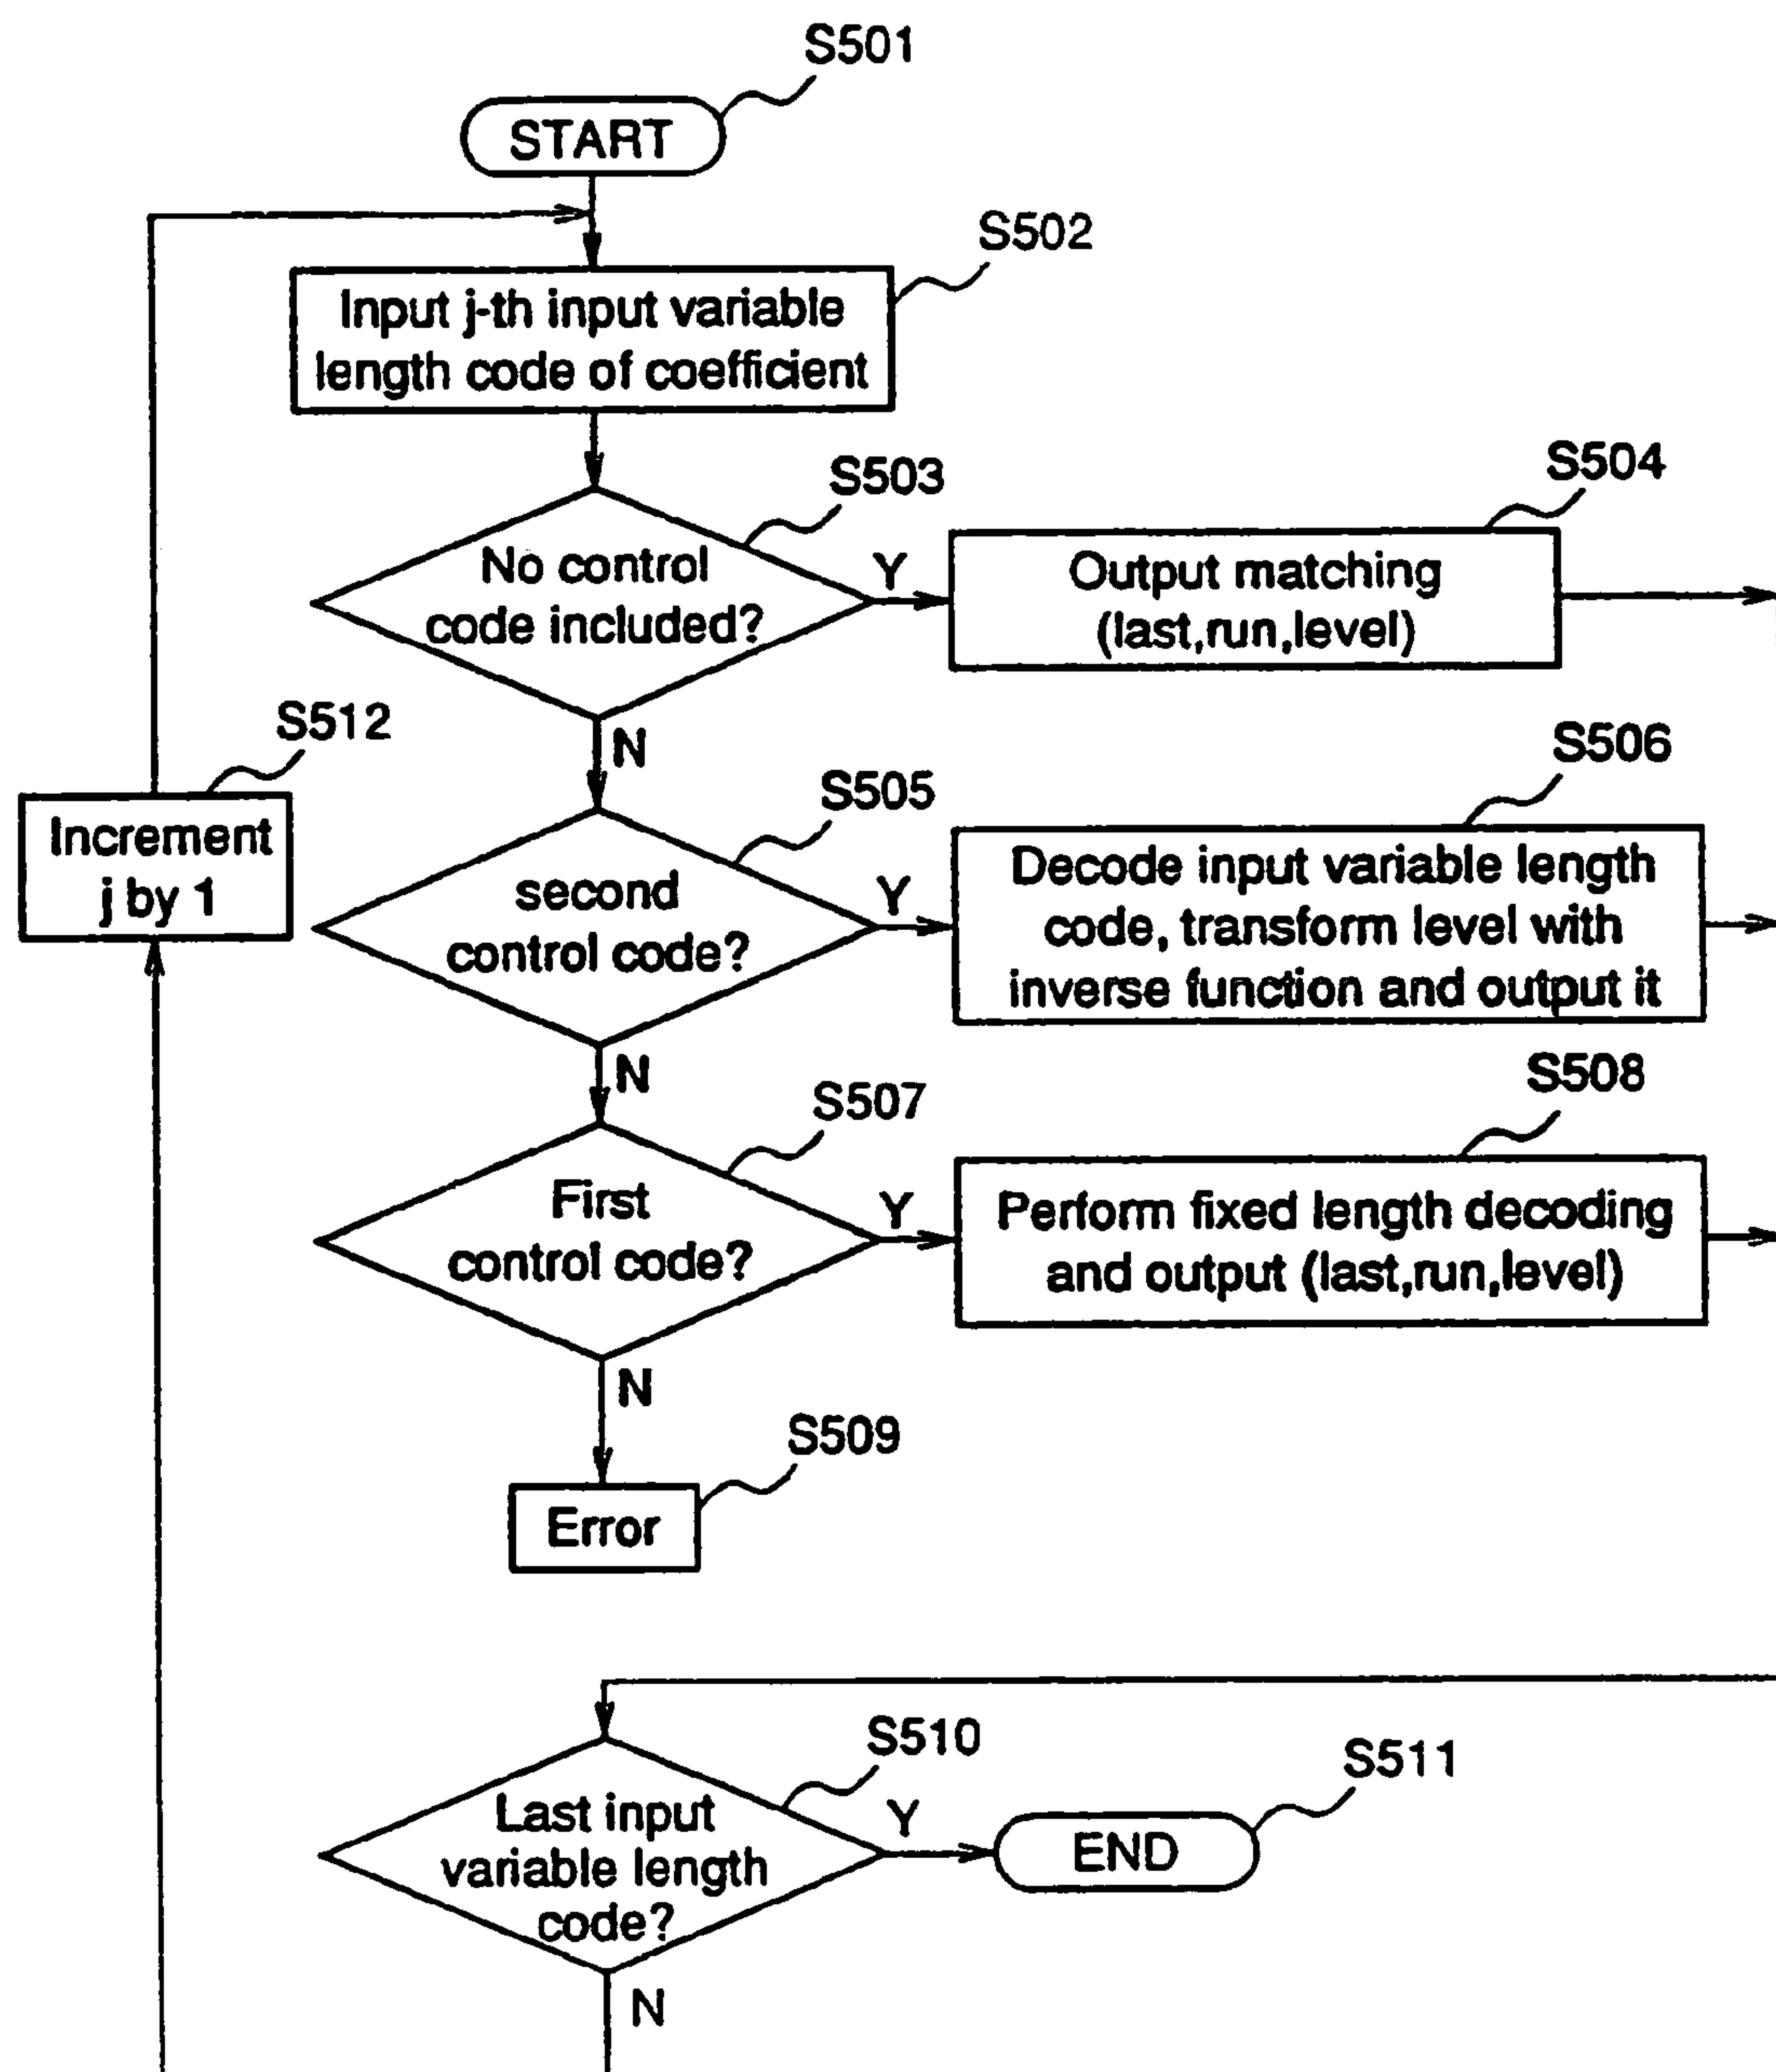 S501
START
S502
Input j-th input variable
length code of coefficient
S503
No control
code included?
Y
S504
Output matching
(last,run,level)
N
S512
Increment
j by 1
S505
second
control code?
Y
S506
Decode input variable length
code, transform level with
inverse function and output it
N
S507
First
control code?
Y
S508
Perform fixed length decoding
and output (last,run,level)
N
S509
Error
S510
Last input
variable length
code?
Y
S511
END
N